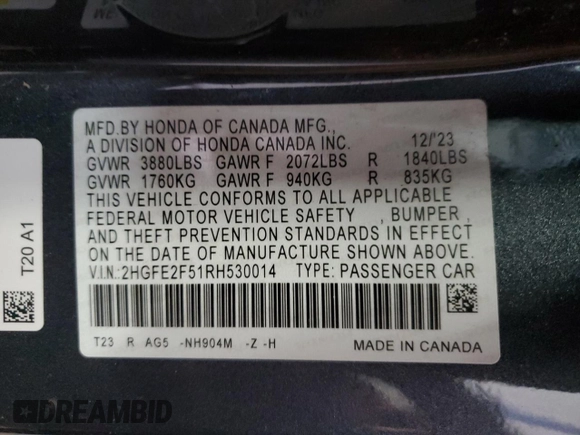 MFD.BY HONDA OF CANADA MFG.,
A DIVISION OF HONDA CANADA INC. 12/'23
GVWR 3880LBS GAWR F 2072LBS R 1840LBS
GVWR 1760KG GAWR F 940KG R 835KG
THIS VEHICLE CONFORMS TO ALL APPLICABLE
FEDERAL MOTOR VEHICLE SAFETY , BUMPER ,
AND THEFT PREVENTION STANDARDS IN EFFECT
ON THE DATE OF MANUFACTURE SHOWN ABOVE.
V.I.N.:2HGFE2F51RH530014 TYPE: PASSENGER CAR
T23 R AG5 -NH904M -Z -H
MADE IN CANADA
T20 A1
DREAMBID